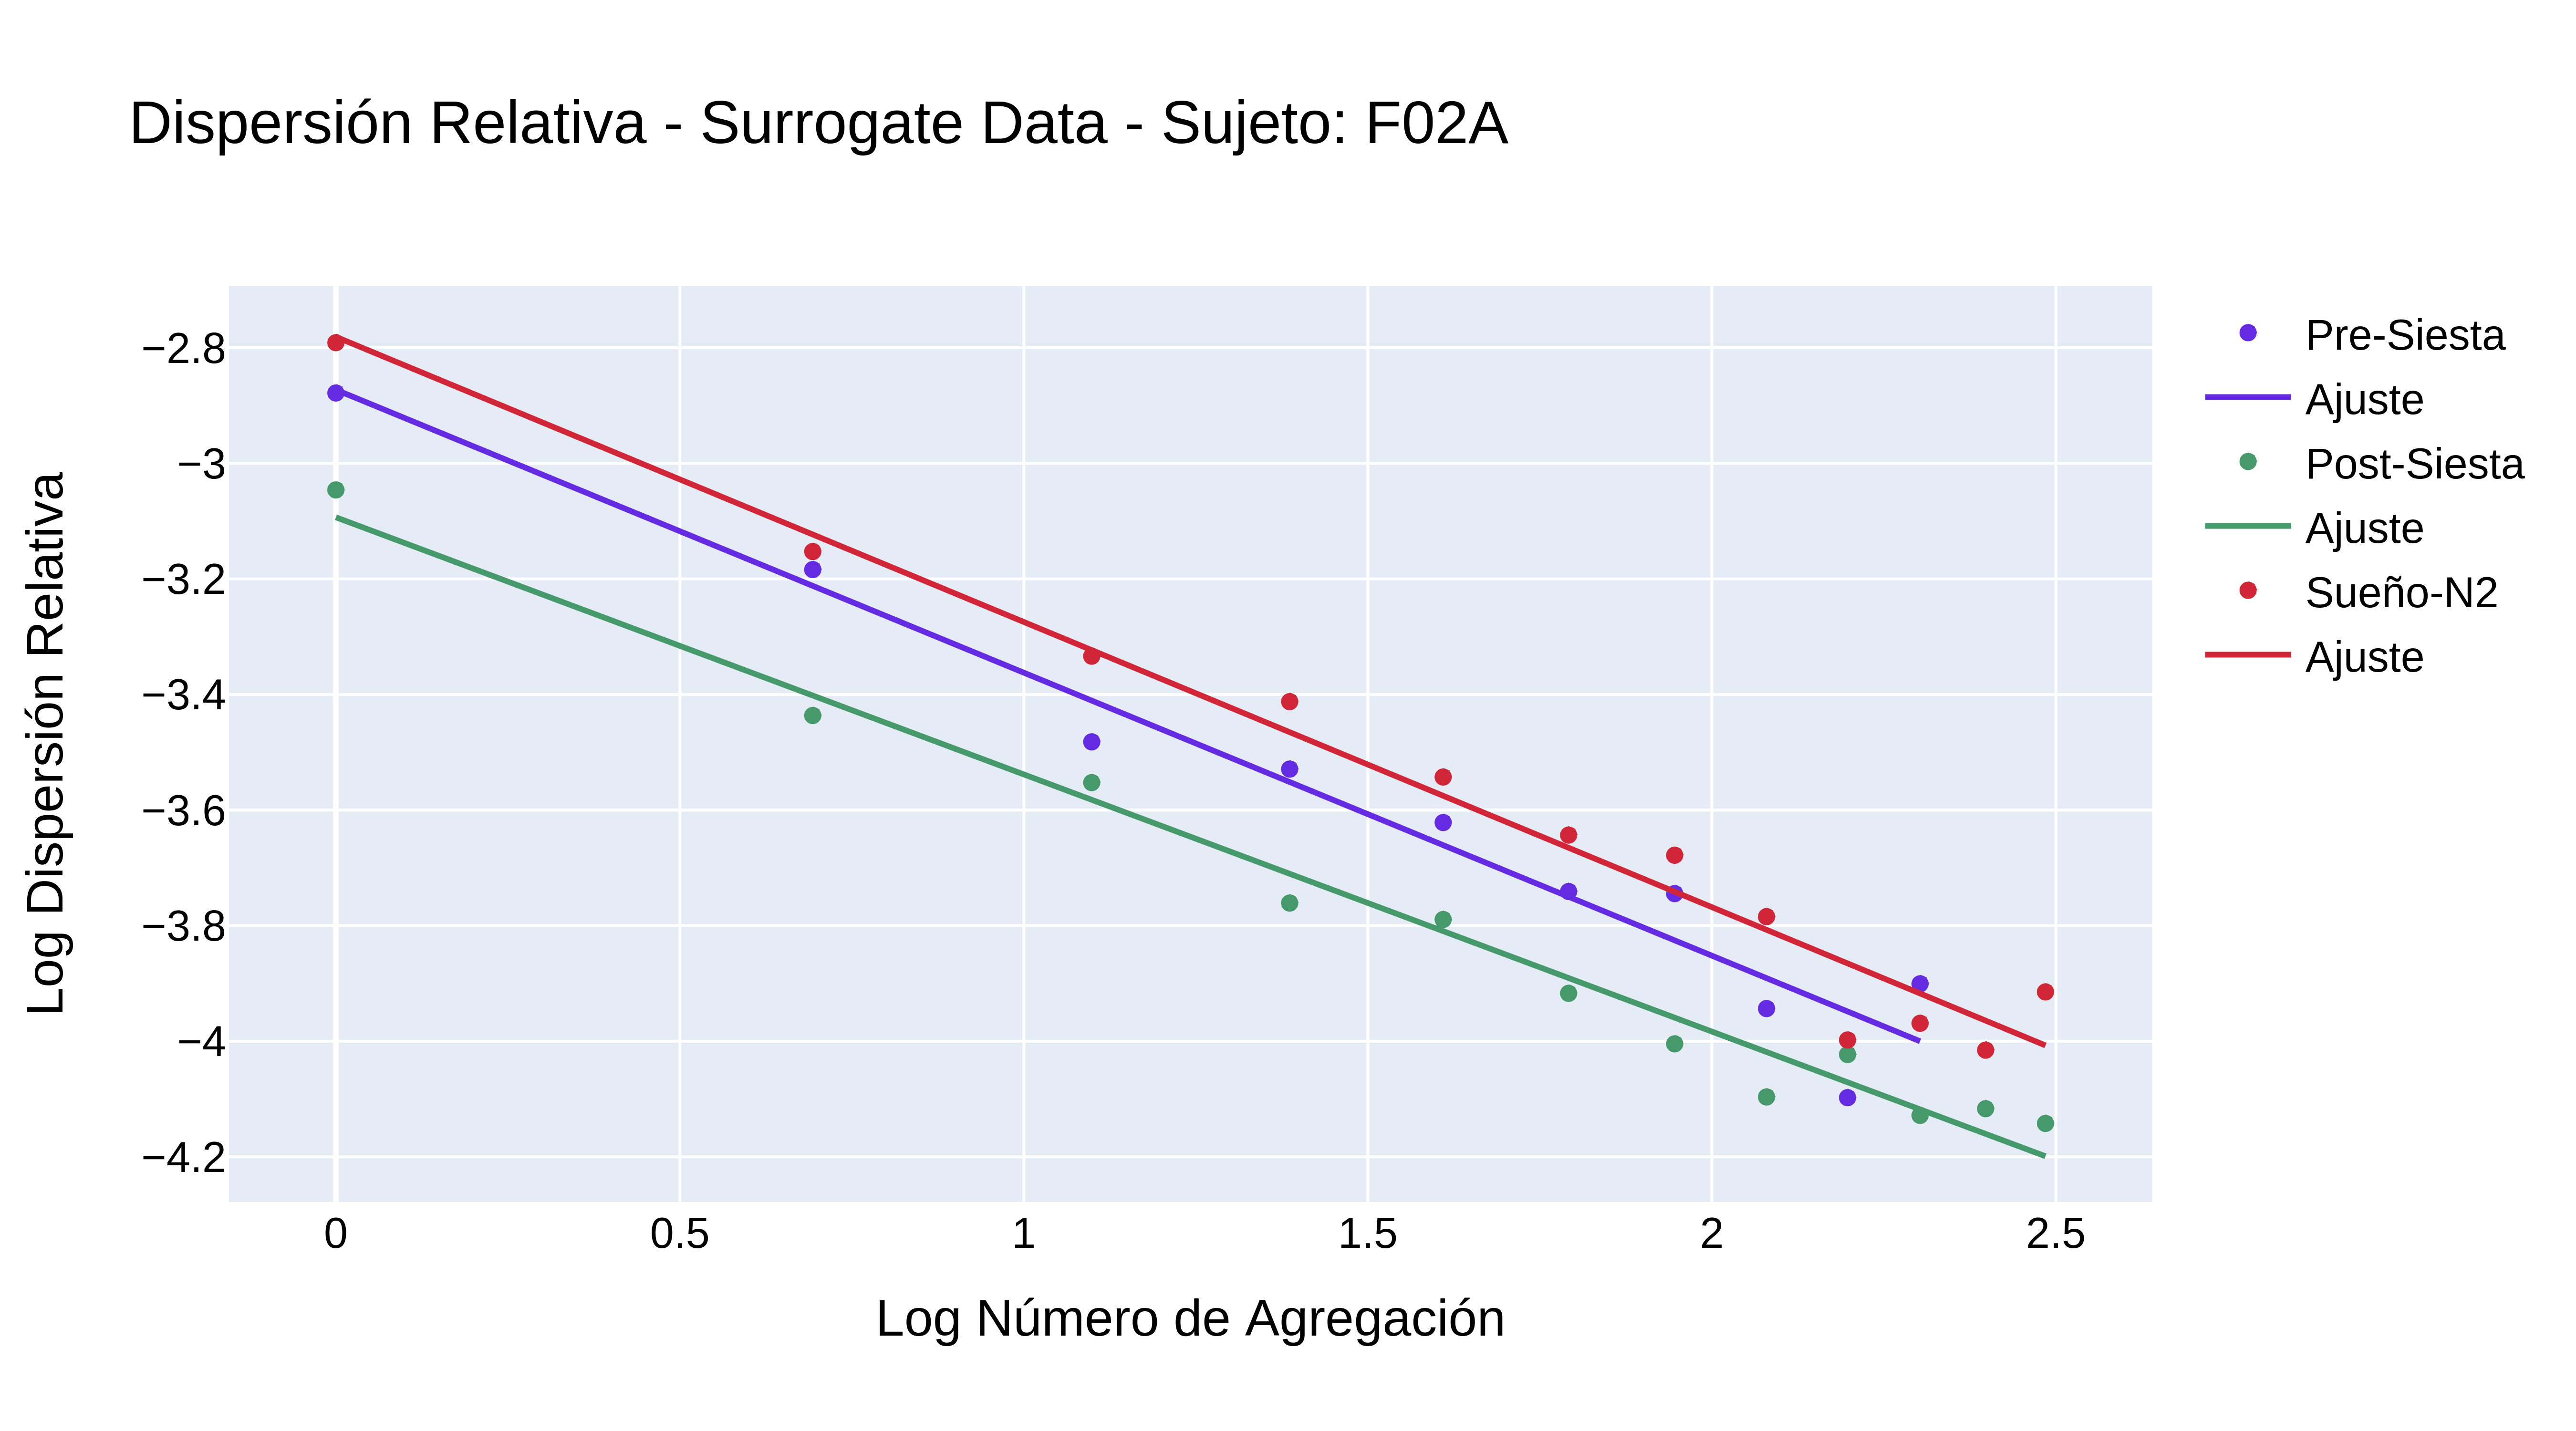 Dispersión Relativa - Surrogate Data - Sujeto: F02A
Log Dispersión Relativa
−2.8
−3
−3.2
−3.4
−3.6
−3.8
−4
−4.2
0
0.5
1
1.5
2
2.5
Log Número de Agregación
Pre-Siesta
Ajuste
Post-Siesta
Ajuste
Sueño-N2
Ajuste